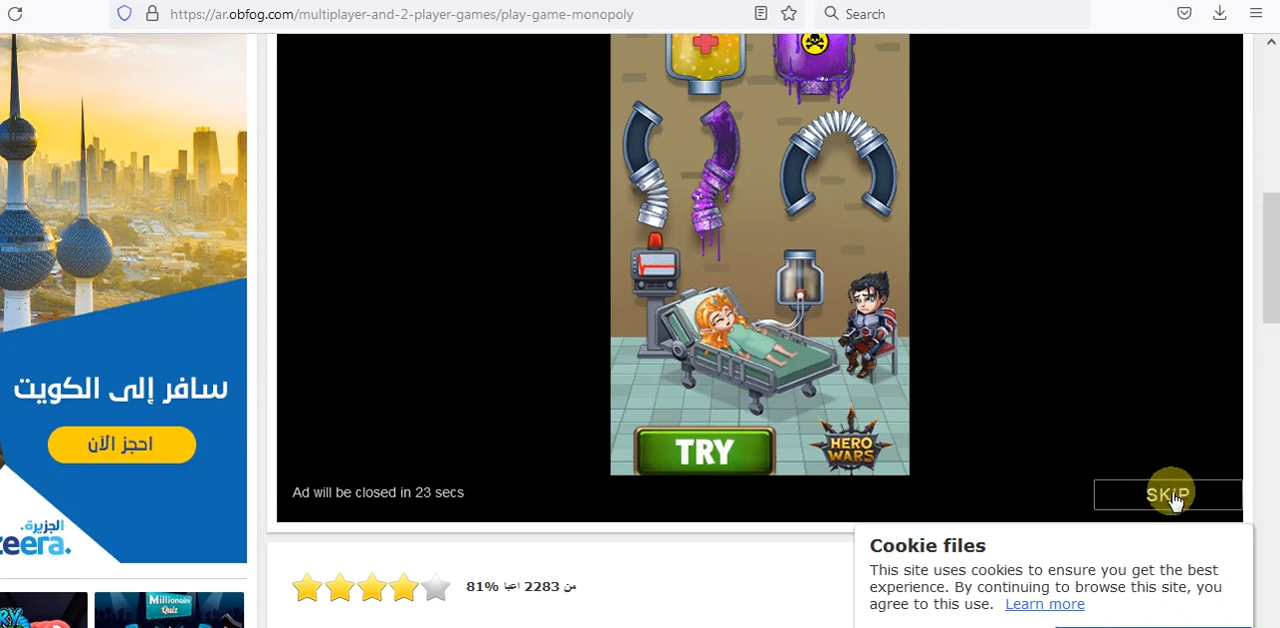 https://ar.obfog.com/multiplayer-and-2-player-games/play-game-monopoly
Search
سافر إلى الكويت
احجز الآن
الجزيرة.
zeera.
TRY
HERO
WARS
Ad will be closed in 23 secs
SKIP
Cookie files
This site uses cookies to ensure you get the best
experience. By continuing to browse this site, you
agree to this use. Learn more
81% اعجبا 2283 من
Millionaire
Quiz